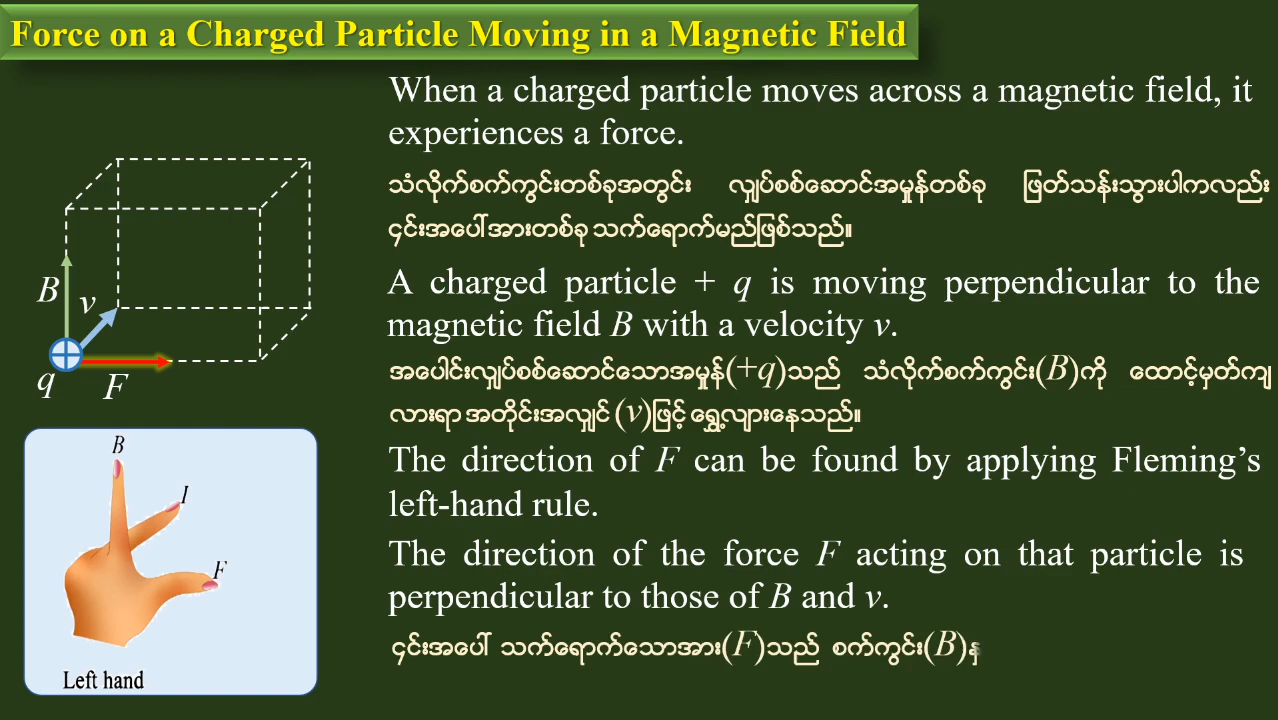 Force on a Charged Particle Moving in a Magnetic Field
When a charged particle moves across a magnetic field, it
experiences a force.
သံလိုက်စက်ကွင်းတစ်ခုအတွင်း လျှပ်စစ်ဆောင်အမှုန်တစ်ခု ဖြတ်သန်းသွားပါကလည်း
၄င်းအပေါ်အားတစ်ခု သက်ရောက်မည်ဖြစ်သည်။
A charged particle + q is moving perpendicular to the
magnetic field B with a velocity v.
အပေါင်းလျှပ်စစ်ဆောင်သောအမှုန်(+q)သည် သံလိုက်စက်ကွင်း(B)ကို ထောင့်မှတ်ကျ
လားရာ အတိုင်းအလျှင် (v)ဖြင့် ရွေ့လျားနေသည်။
The direction of F can be found by applying Fleming’s
left-hand rule.
The direction of the force F acting on that particle is
perpendicular to those of B and v.
၄င်းအပေါ် သက်ရောက်သောအား(F)သည် စက်ကွင်း(B)န
B
v
q
F
B
I
F
Left hand